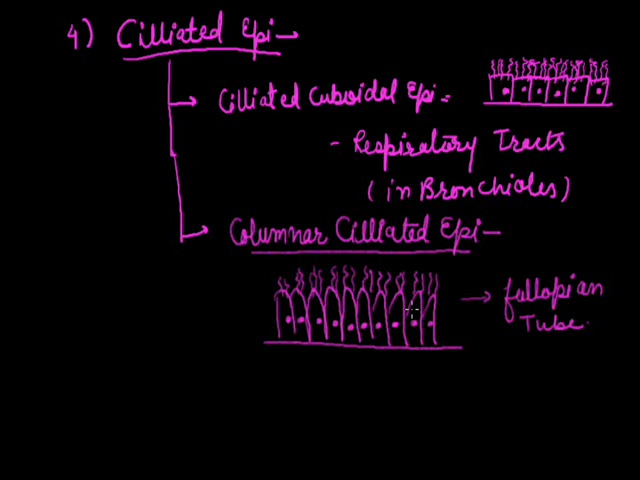 4) Cilliated Epi
Cilliated Cuboidal Epi =
- Respiratory Tracts
(in Bronchioles)
Columnar Cilliated Epi -
fallopian
Tube.